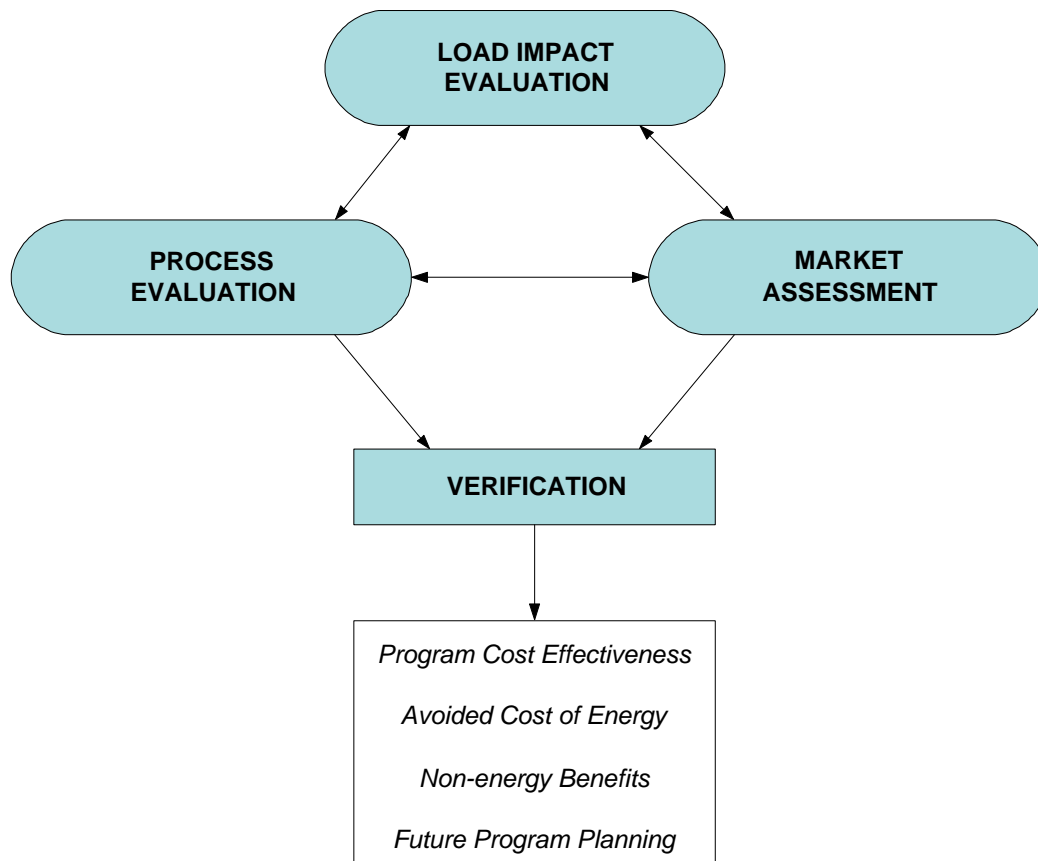 LOAD IMPACT
EVALUATION
PROCESS
EVALUATION
MARKET
ASSESSMENT
VERIFICATION
Program Cost Effectiveness
Avoided Cost of Energy
Non-energy Benefits
Future Program Planning